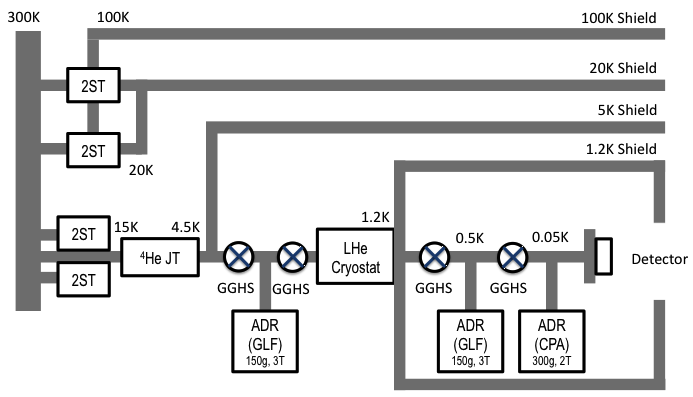 300K
100K
100K Shield
2ST
20K Shield
5K Shield
2ST
1.2K Shield
20K
2ST
15K
4.5K
1.2K
⁴He JT
LHe
Cryostat
0.5K
0.05K
Detector
2ST
GGHS
GGHS
GGHS
GGHS
ADR
(GLF)
150g, 3T
ADR
(GLF)
150g, 3T
ADR
(CPA)
300g, 2T